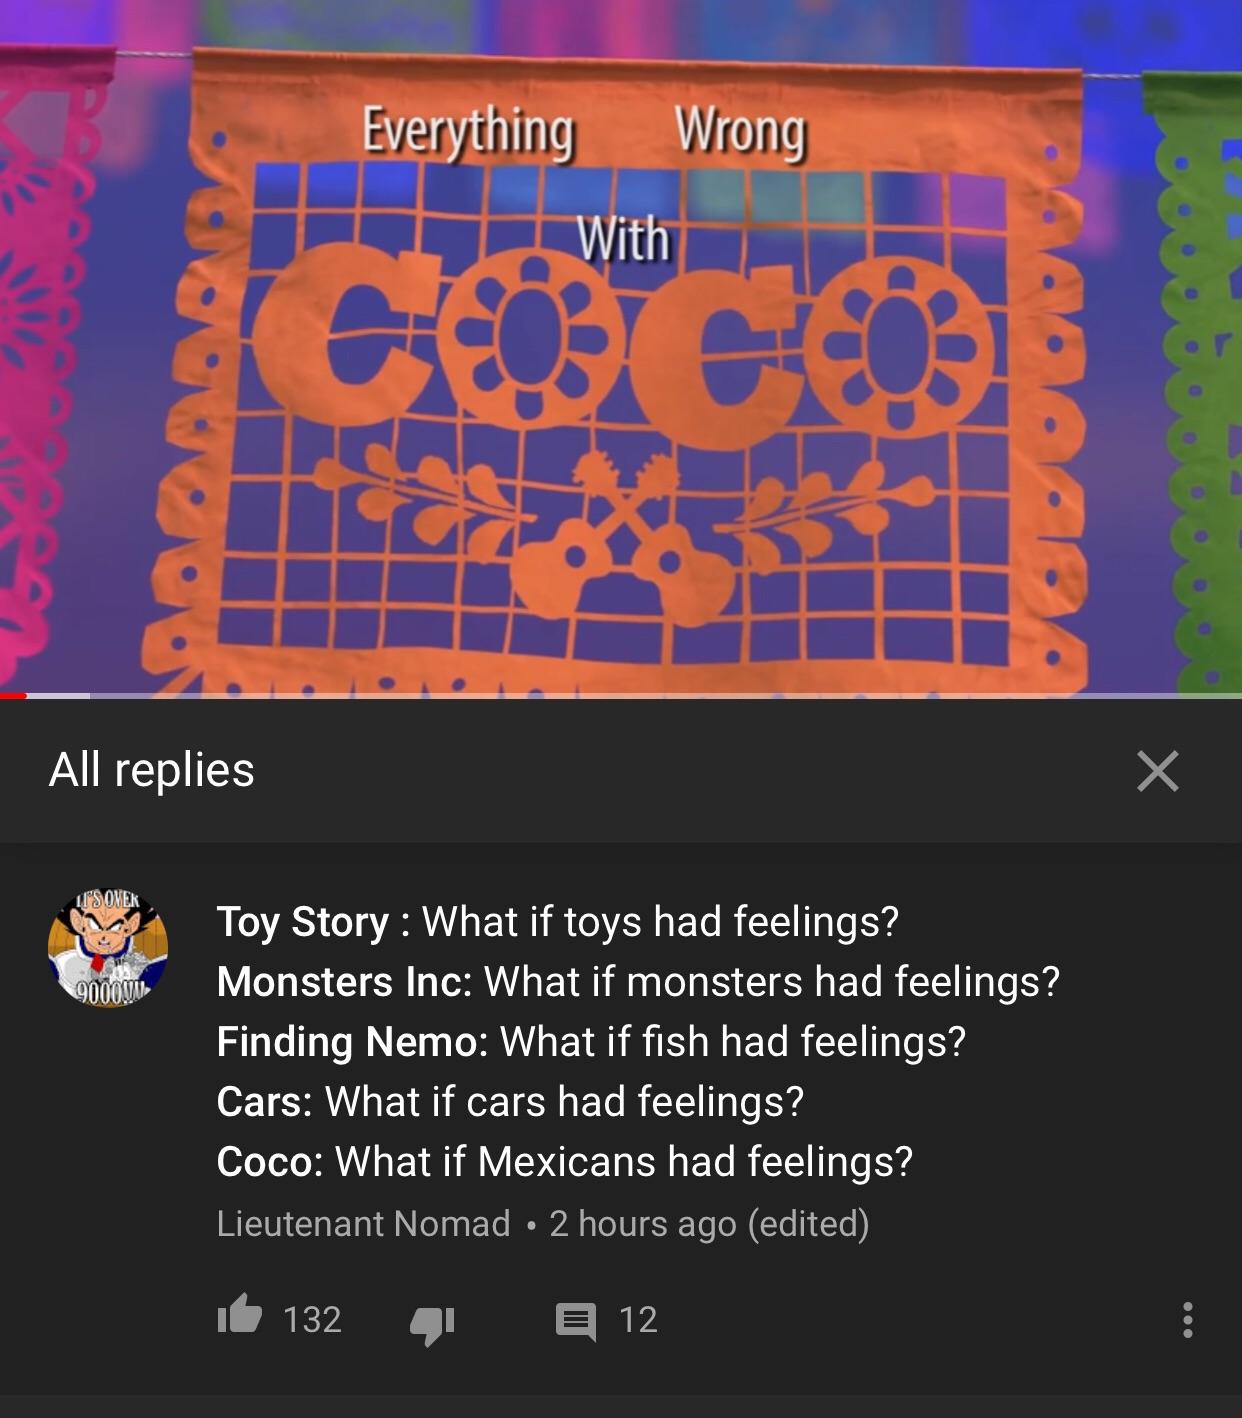 Everything Wrong
With
COCO
All replies
IT'S OVER
9000!!!
Toy Story : What if toys had feelings?
Monsters Inc: What if monsters had feelings?
Finding Nemo: What if fish had feelings?
Cars: What if cars had feelings?
Coco: What if Mexicans had feelings?
Lieutenant Nomad • 2 hours ago (edited)
132 12